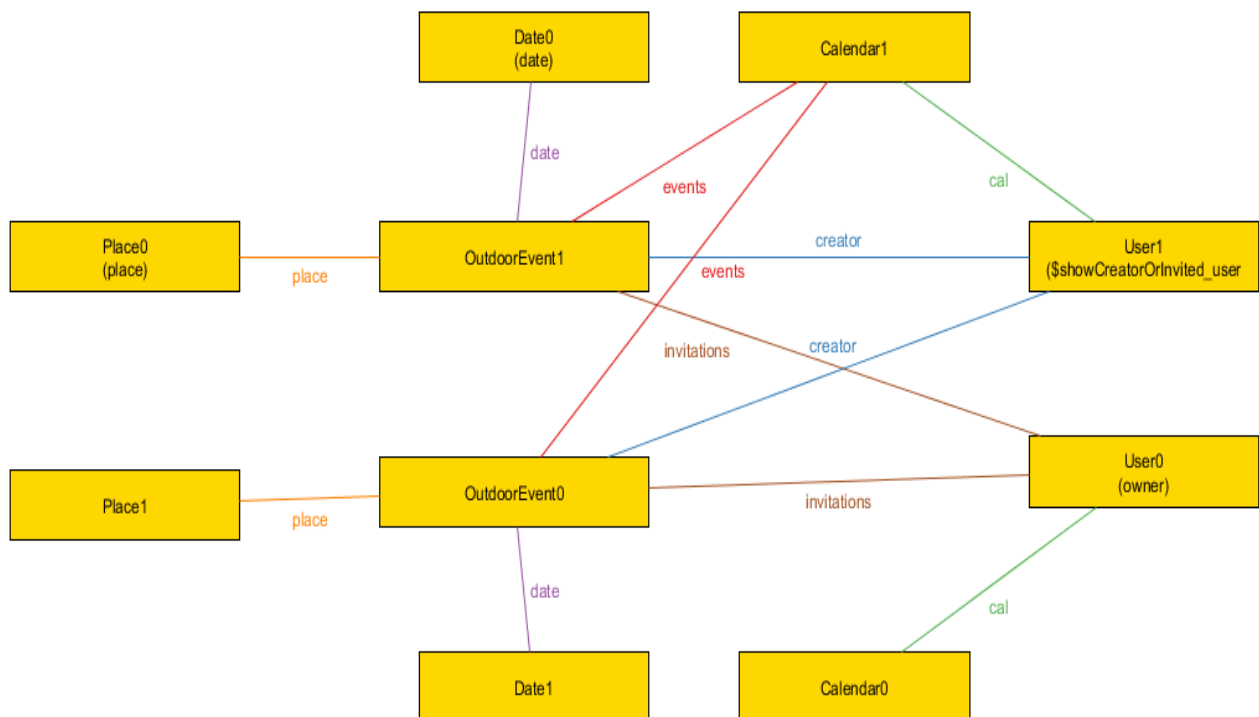 Date0
(date)
Calendar1
date
events
cal
Place0
(place)
place
OutdoorEvent1
creator
events
User1
($showCreatorOrInvited_user
invitations
creator
Place1
place
OutdoorEvent0
invitations
User0
(owner)
date
cal
Date1
Calendar0